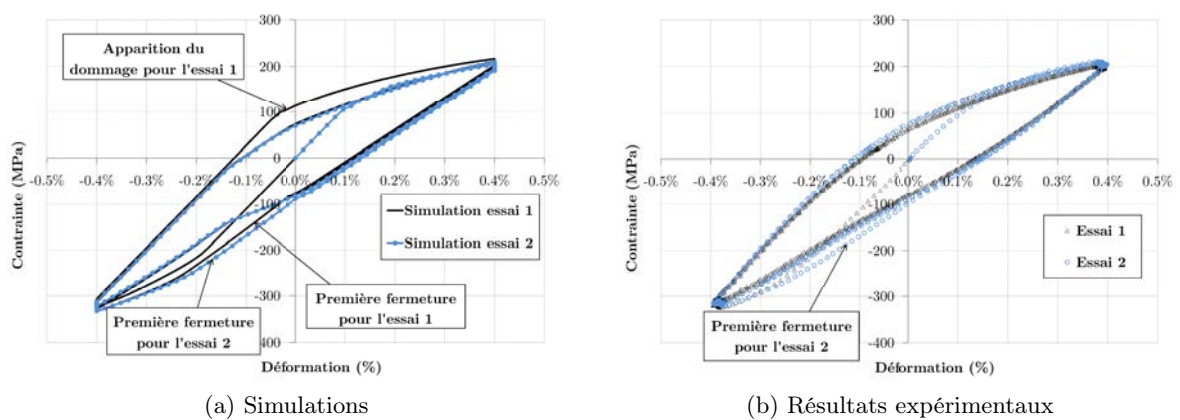 300
Apparition du
dommage pour l'essai 1
200
100
0
-0.5% -0.4% -0.3% -0.2% -0.1% 0.0% 0.1% 0.2% 0.3% 0.4% 0.5%
-100
-200
-300
-400
Contrainte (MPa)
Simulation essai 1
Simulation essai 2
Première fermeture
pour l'essai 1
Première fermeture
pour l'essai 2
Déformation (%)
(a) Simulations
300
200
100
0
-0.5% -0.4% -0.3% -0.2% -0.1% 0.0% 0.1% 0.2% 0.3% 0.4% 0.5%
-100
-200
-300
-400
Contrainte (MPa)
Essai 1
Essai 2
Première fermeture
pour l'essai 2
Déformation (%)
(b) Résultats expérimentaux